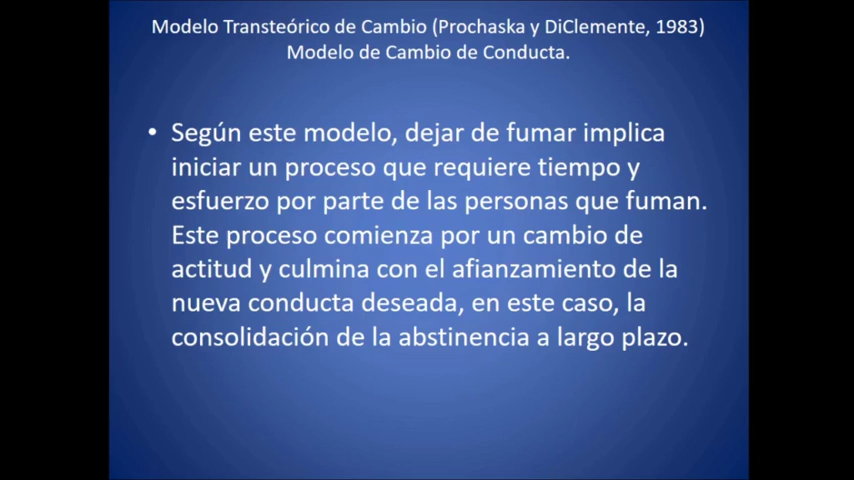 Modelo Transteórico de Cambio (Prochaska y DiClemente, 1983)
Modelo de Cambio de Conducta.
• Según este modelo, dejar de fumar implica
iniciar un proceso que requiere tiempo y
esfuerzo por parte de las personas que fuman.
Este proceso comienza por un cambio de
actitud y culmina con el afianzamiento de la
nueva conducta deseada, en este caso, la
consolidación de la abstinencia a largo plazo.